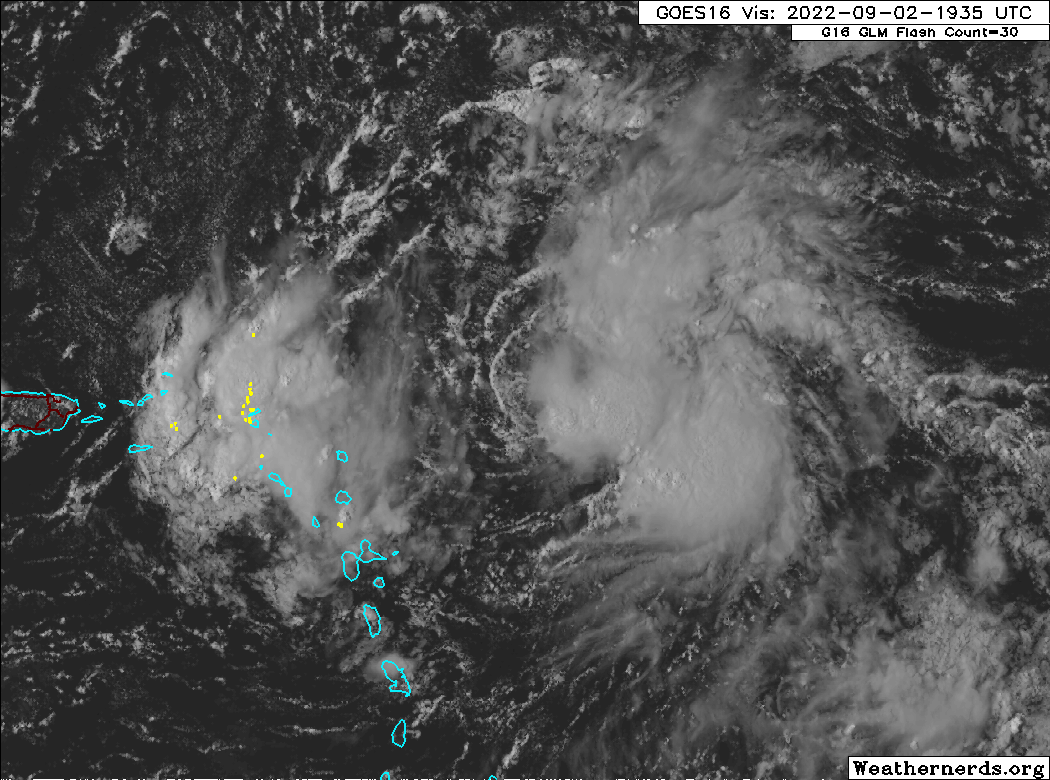 GOES16 Vis: 2022-09-02-1935 UTC
G16 GLM Flash Count=30
Weathernerds.org